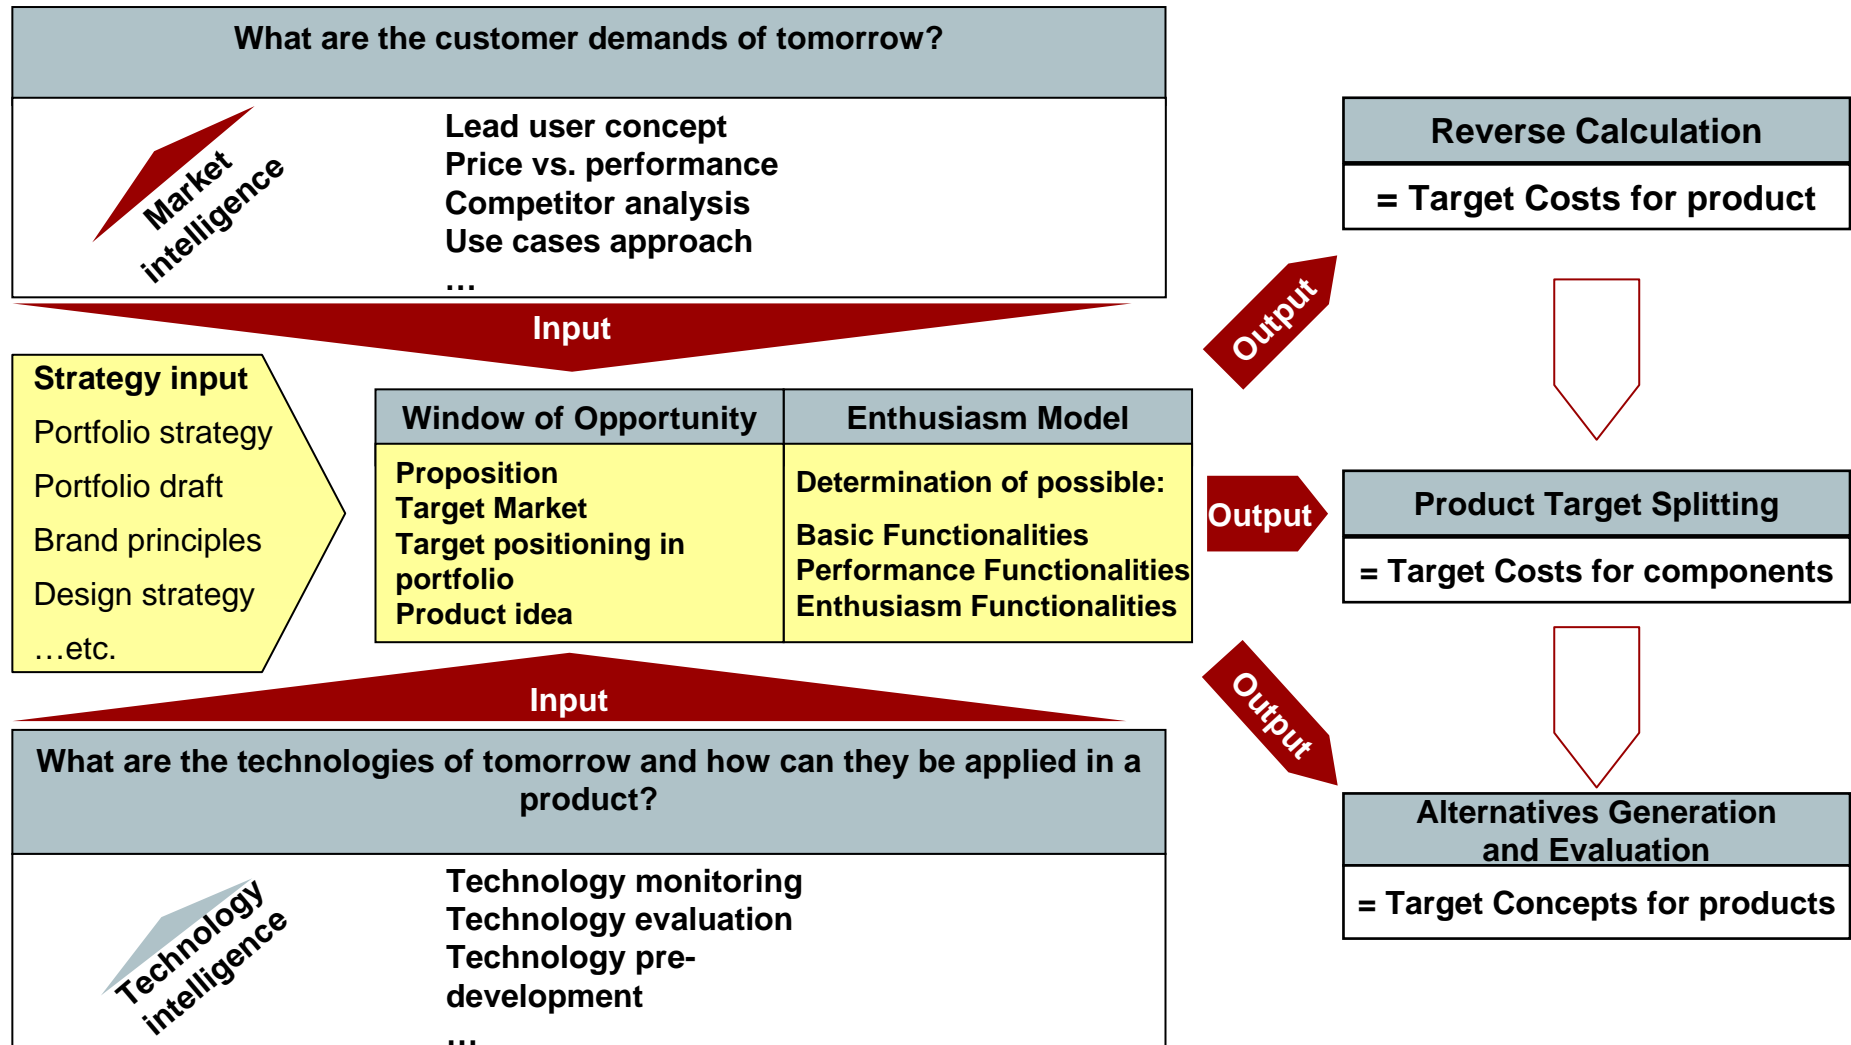 What are the customer demands of tomorrow?
Market
intelligence
Lead user concept
Price vs. performance
Competitor analysis
Use cases approach
…
Input
Strategy input
Portfolio strategy
Portfolio draft
Brand principles
Design strategy
…etc.
Window of Opportunity
Proposition
Target Market
Target positioning in
portfolio
Product idea
Enthusiasm Model
Determination of possible:
Basic Functionalities
Performance Functionalities
Enthusiasm Functionalities
Input
What are the technologies of tomorrow and how can they be applied in a
product?
Technology
intelligence
Technology monitoring
Technology evaluation
Technology pre-
development
…
Output
Output
Output
Reverse Calculation
= Target Costs for product
Product Target Splitting
= Target Costs for components
Alternatives Generation
and Evaluation
= Target Concepts for products